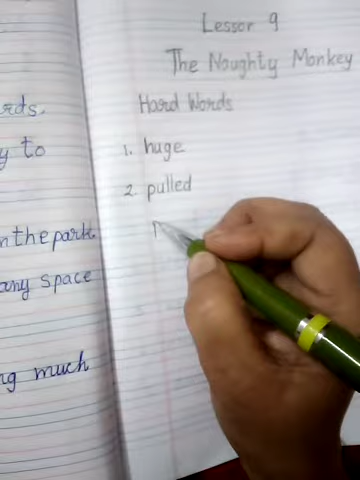 rds.
y to
n the park.
any space
ng much
Lesson 9
The Naughty Monkey
Hard Words
1. huge
2. pulled